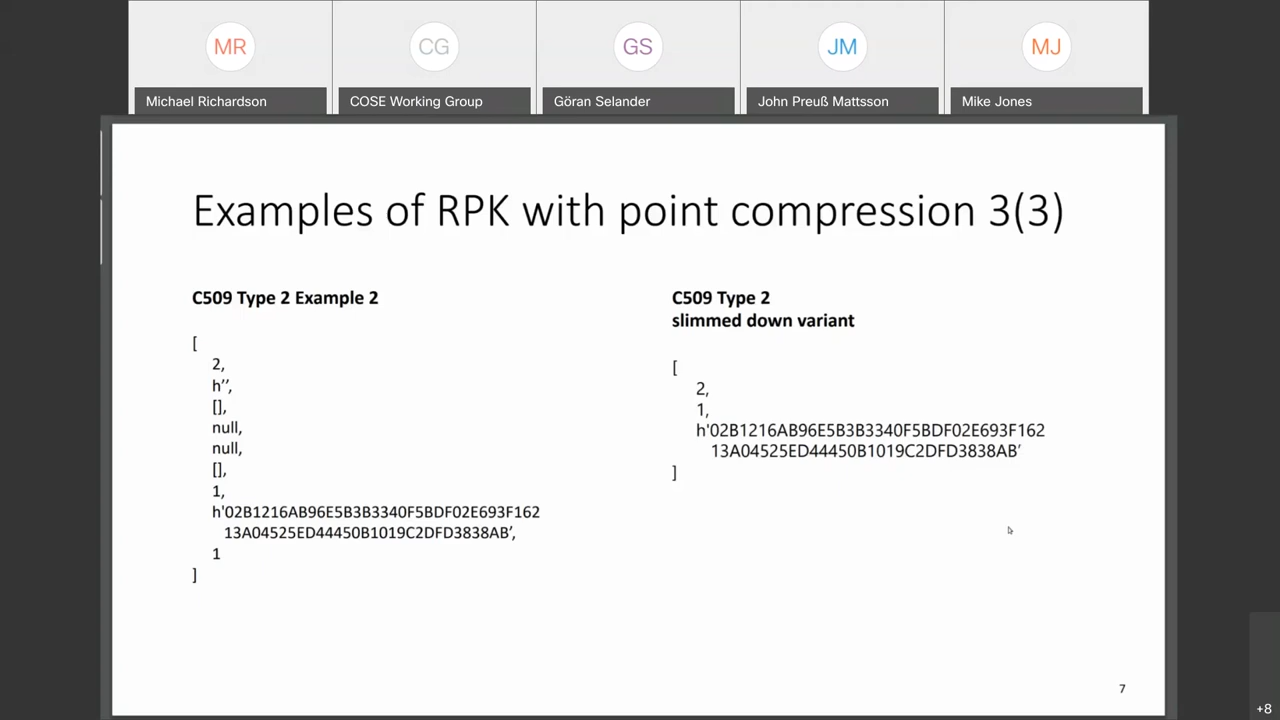 MR
CG
GS
JM
MJ
Michael Richardson
COSE Working Group
Göran Selander
John Preuß Mattsson
Mike Jones
Examples of RPK with point compression 3(3)
C509 Type 2 Example 2
[
2,
h'',
[],
null,
null,
[],
1,
h'02B1216AB96E5B3B3340F5BDF02E693F162
13A04525ED44450B1019C2DFD3838AB',
1
]
C509 Type 2
slimmed down variant
[
2,
1,
h'02B1216AB96E5B3B3340F5BDF02E693F162
13A04525ED44450B1019C2DFD3838AB'
]
7
+8